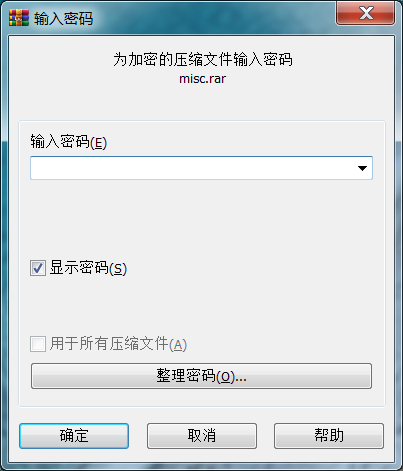 输入密码
为加密的压缩文件输入密码
misc.rar
输入密码(E)
显示密码(S)
用于所有压缩文件(A)
整理密码(O)...
确定 取消 帮助